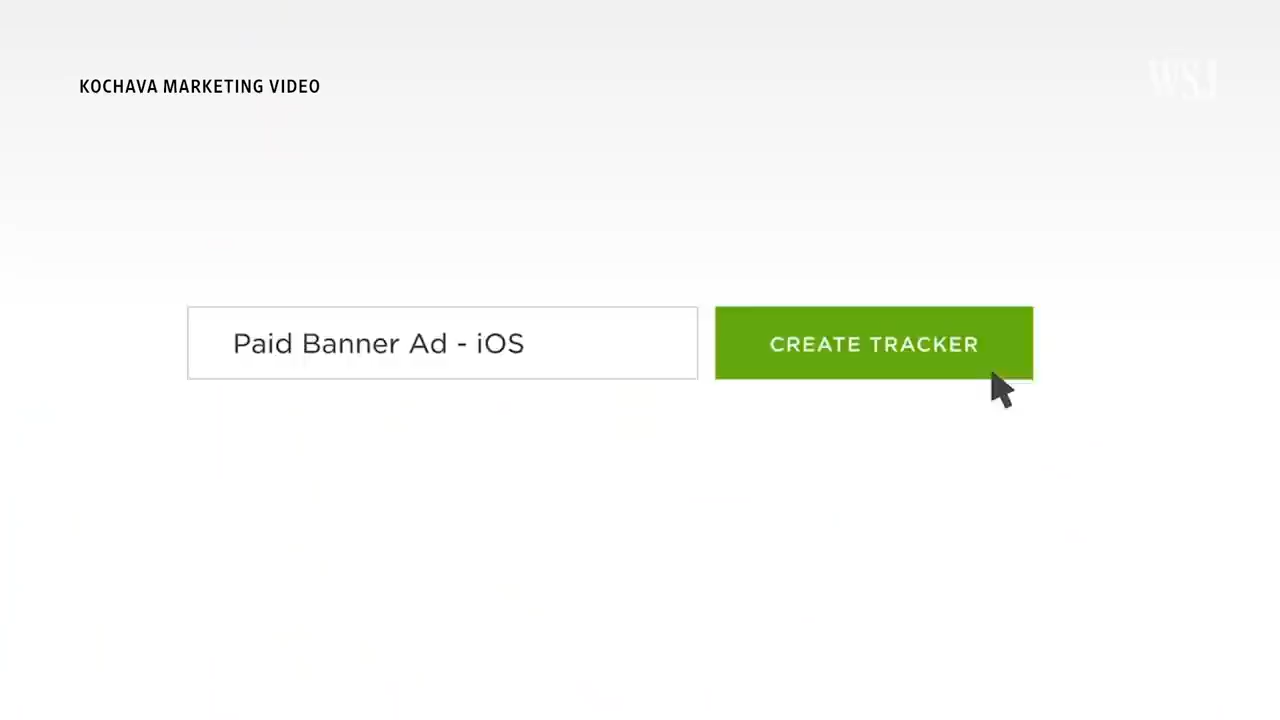 KOCHAVA MARKETING VIDEO
WSJ
Paid Banner Ad - iOS
CREATE TRACKER